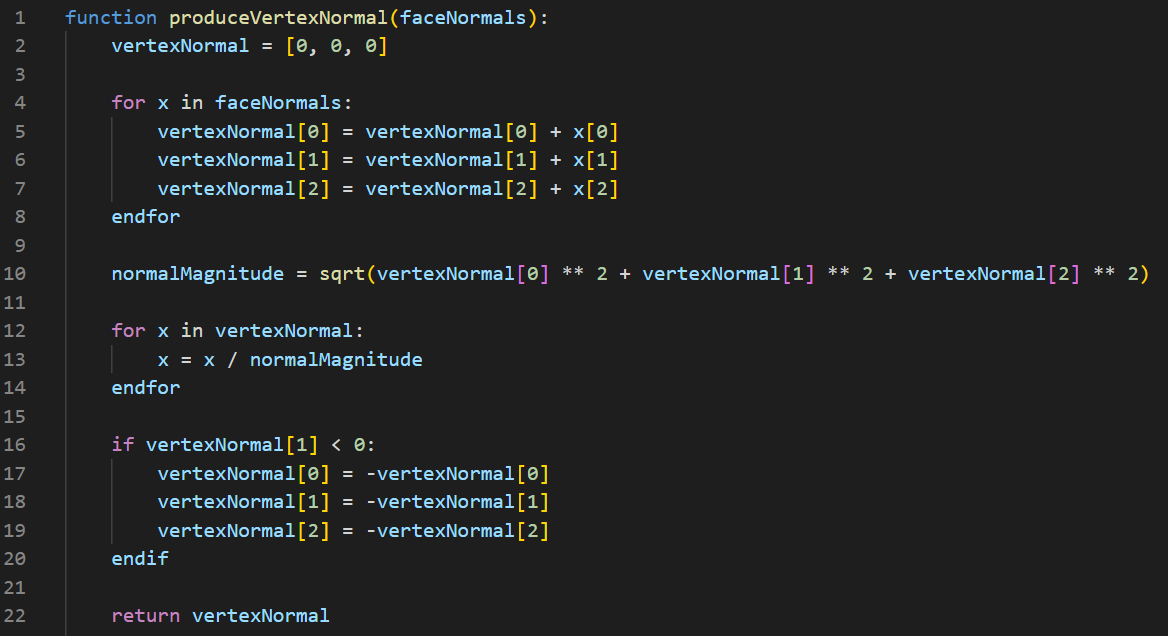 1 function produceVertexNormal(faceNormals):
2 vertexNormal = [0, 0, 0]
3
4 for x in faceNormals:
5 vertexNormal[0] = vertexNormal[0] + x[0]
6 vertexNormal[1] = vertexNormal[1] + x[1]
7 vertexNormal[2] = vertexNormal[2] + x[2]
8 endfor
9
10 normalMagnitude = sqrt(vertexNormal[0] ** 2 + vertexNormal[1] ** 2 + vertexNormal[2] ** 2)
11
12 for x in vertexNormal:
13 x = x / normalMagnitude
14 endfor
15
16 if vertexNormal[1] < 0:
17 vertexNormal[0] = -vertexNormal[0]
18 vertexNormal[1] = -vertexNormal[1]
19 vertexNormal[2] = -vertexNormal[2]
20 endif
21
22 return vertexNormal